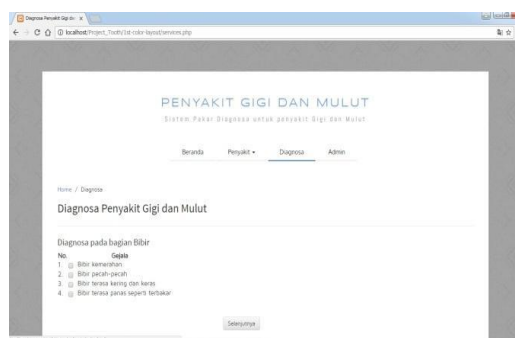 Diagnosa Penyakit Gigi da
localhost/Project_Tooth/1st-color-layout/services.php
PENYAKIT GIGI DAN MULUT
Sistem Pakar Diagnosa untuk penyakit Gigi dan Mulut
Beranda Penyakit Diagnosa Admin
Home / Diagnosa
Diagnosa Penyakit Gigi dan Mulut
Diagnosa pada bagian Bibir
No. Gejala
1. Bibir kemerahan.
2. Bibir pecah-pecah
3. Bibir terasa kering dan keras
4. Bibir terasa panas seperti terbakar
Selanjutnya